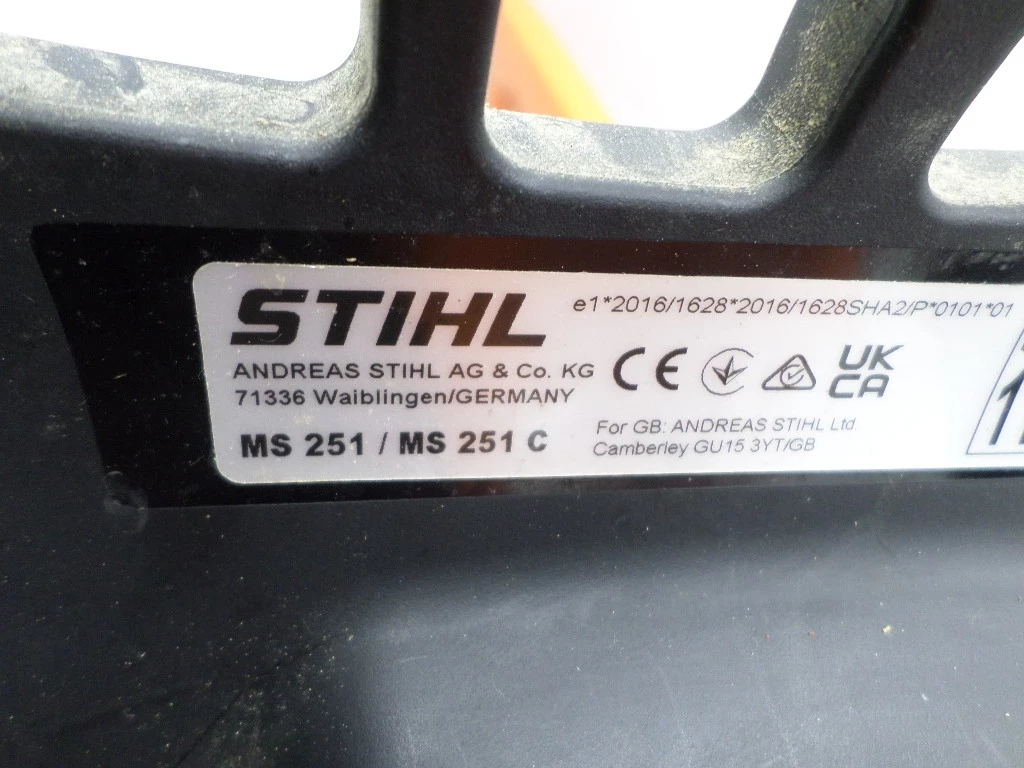 STIHL
ANDREAS STIHL AG & Co. KG
71336 Waiblingen/GERMANY
MS 251 / MS 251 C
e1*2016/1628*2016/1628SHA2/P*0101*01
CE
UK
CA
For GB: ANDREAS STIHL Ltd.
Camberley GU15 3YT/GB